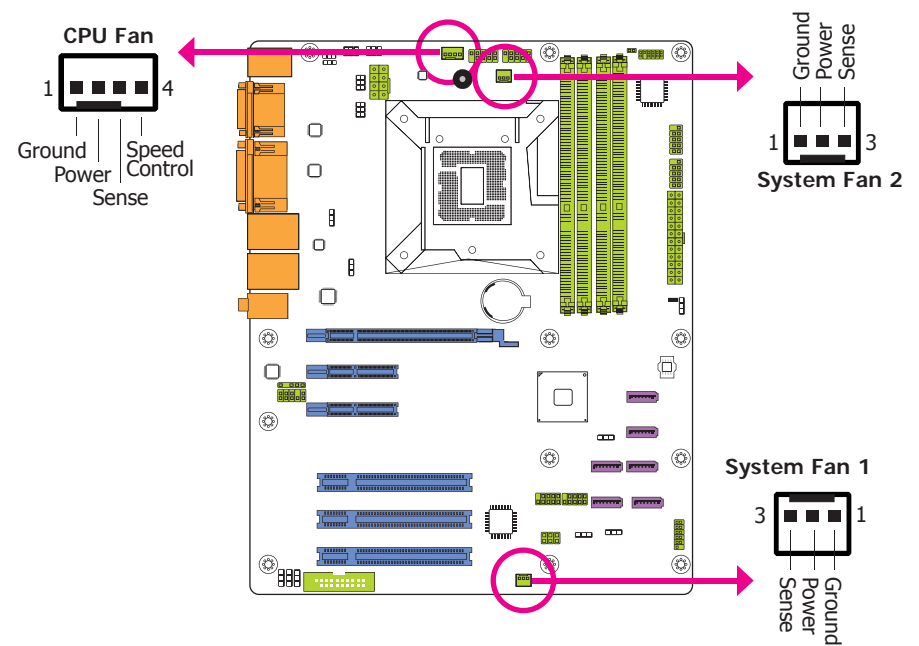 CPU Fan
1
4
Ground
Power
Sense
Speed
Control
Ground
Power
Sense
1
3
System Fan 2
System Fan 1
3
1
Sense
Power
Ground